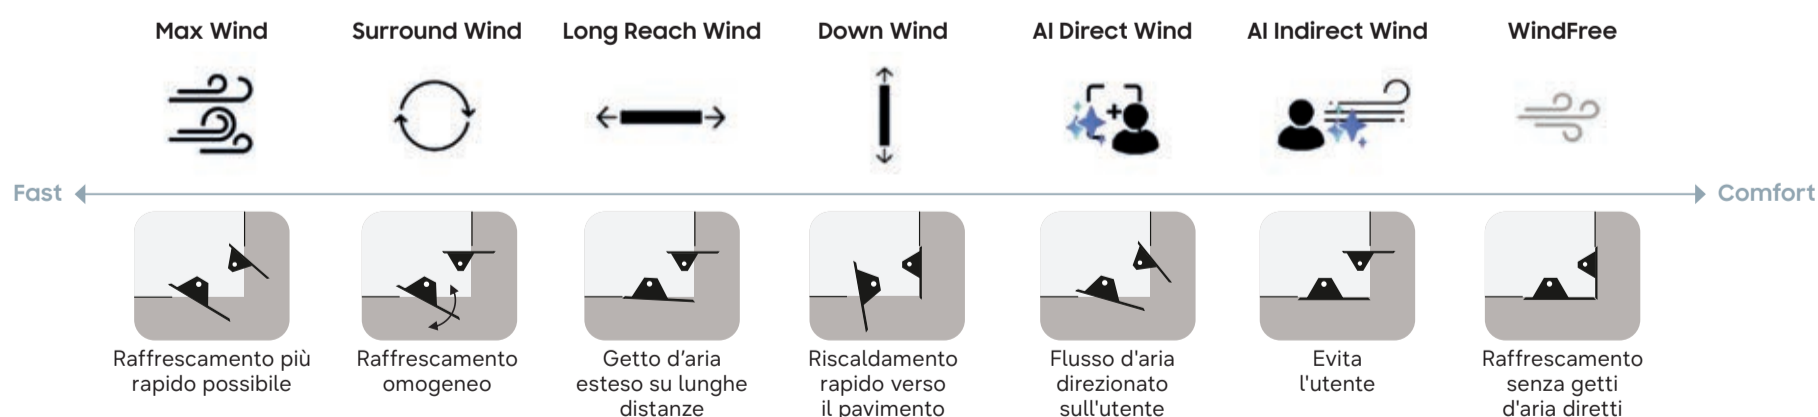 Max Wind
Surround Wind
Long Reach Wind
Down Wind
AI Direct Wind
AI Indirect Wind
WindFree
Fast
Comfort
Raffrescamento più
rapido possibile
Raffrescamento
omogeneo
Getto d'aria
esteso su lunghe
distanze
Riscaldamento
rapido verso
il pavimento
Flusso d'aria
direzionato
sull'utente
Evita
l'utente
Raffrescamento
senza getti
d'aria diretti